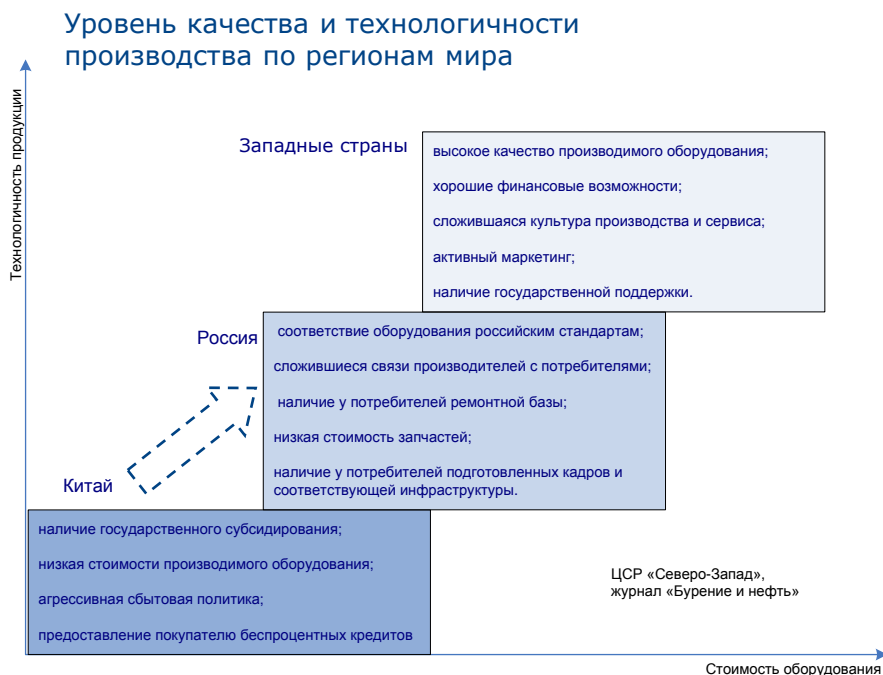 Уровень качества и технологичности
производства по регионам мира
Технологичность продукции
Западные страны
высокое качество производимого оборудования;
хорошие финансовые возможности;
сложившаяся культура производства и сервиса;
активный маркетинг;
наличие государственной поддержки.
Россия
соответствие оборудования российским стандартам;
сложившиеся связи производителей с потребителями;
наличие у потребителей ремонтной базы;
низкая стоимость запчастей;
наличие у потребителей подготовленных кадров и
соответствующей инфраструктуры.
Китай
наличие государственного субсидирования;
низкая стоимости производимого оборудования;
агрессивная сбытовая политика;
предоставление покупателю беспроцентных кредитов
ЦСР «Северо-Запад»,
журнал «Бурение и нефть»
Стоимость оборудования